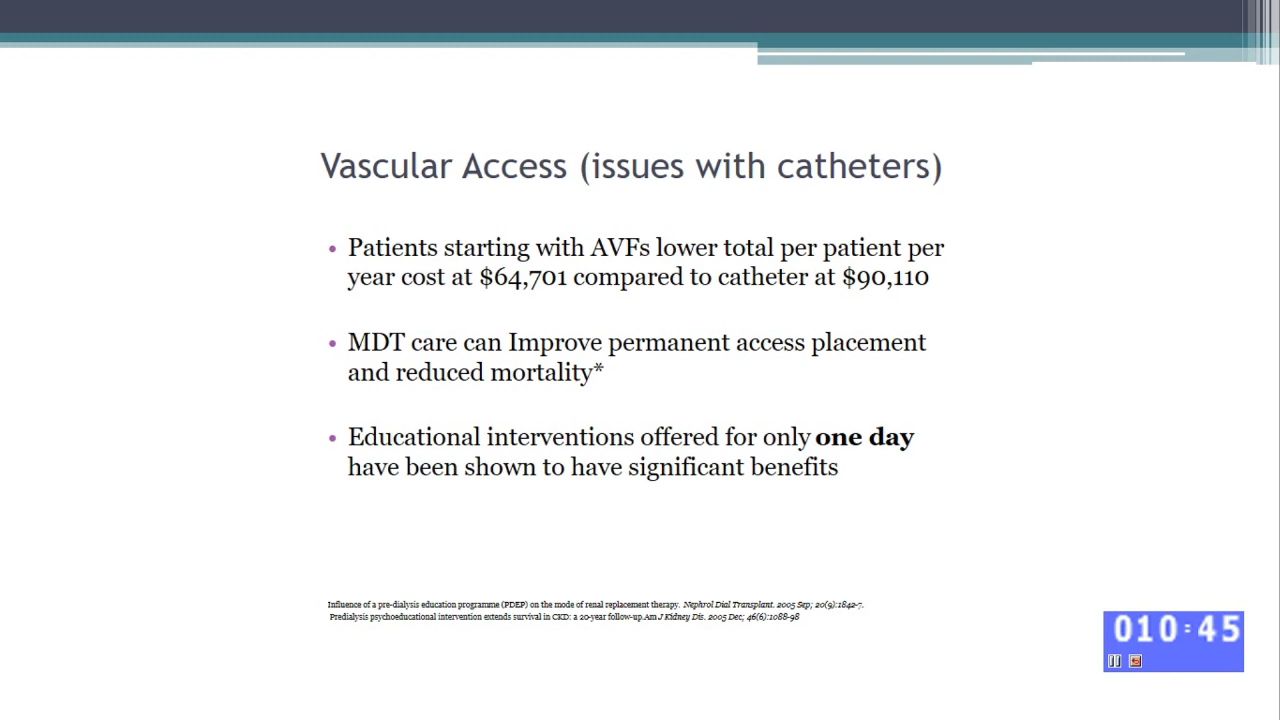 Vascular Access (issues with catheters)
• Patients starting with AVFs lower total per patient per
year cost at $64,701 compared to catheter at $90,110
• MDT care can Improve permanent access placement
and reduced mortality*
• Educational interventions offered for only one day
have been shown to have significant benefits
Influence of a pre-dialysis education programme (PDEP) on the mode of renal replacement therapy. Nephrol Dial Transplant. 2005 Sep; 20(9):1842-7.
Predialysis psychoeducational intervention extends survival in CKD: a 20-year follow-up.Am J Kidney Dis. 2005 Dec; 46(6):1088-98
010:45